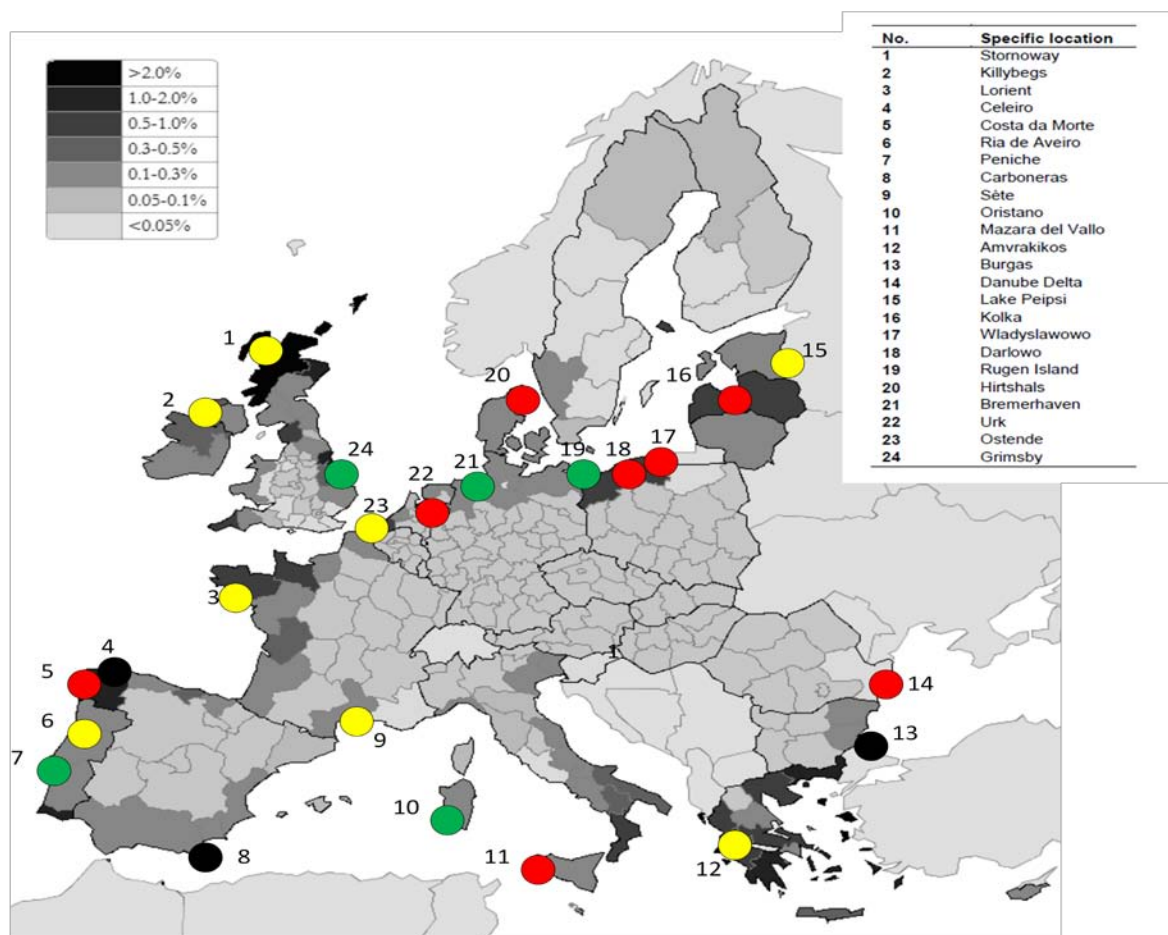 >2.0%
1.0-2.0%
0.5-1.0%
0.3-0.5%
0.1-0.3%
0.05-0.1%
<0.05%
No. Specific location
1 Stornoway
2 Killybegs
3 Lorient
4 Celeiro
5 Costa da Morte
6 Ria de Aveiro
7 Peniche
8 Carboneras
9 Sète
10 Oristano
11 Mazara del Vallo
12 Amvrakikos
13 Burgas
14 Danube Delta
15 Lake Peipsi
16 Kolka
17 Wladyslawowo
18 Darlowo
19 Rugen Island
20 Hirtshals
21 Bremerhaven
22 Urk
23 Ostende
24 Grimsby
1
15
20
16
2
17
24
19
18
21
22
23
3
1
4
5
14
6
13
9
7
10
12
11
8